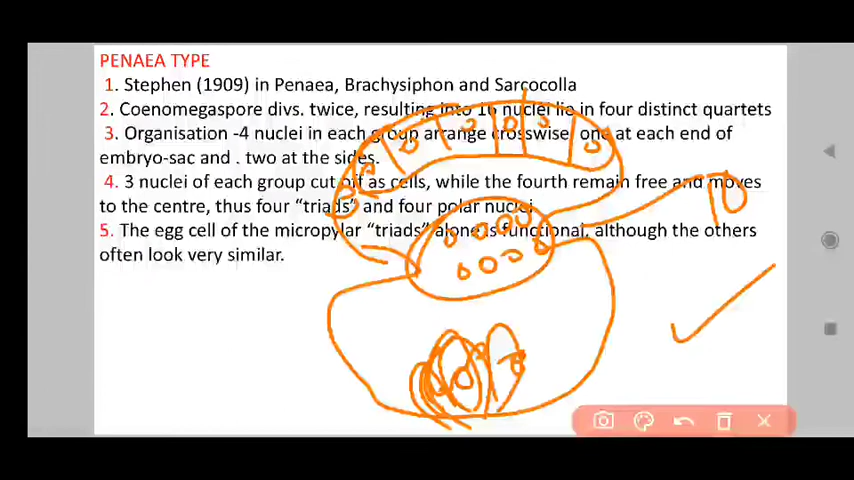 PENAEA TYPE
1. Stephen (1909) in Penaea, Brachysiphon and Sarcocolla
2. Coenomegaspore divs. twice, resulting into 16 nuclei lie in four distinct quartets
3. Organisation -4 nuclei in each group arrange crosswise, one at each end of
embryo-sac and . two at the sides.
4. 3 nuclei of each group cut off as cells, while the fourth remain free and moves
to the centre, thus four “triads” and four polar nuclei.
5. The egg cell of the micropylar “triads” alone is functional, although the others
often look very similar.